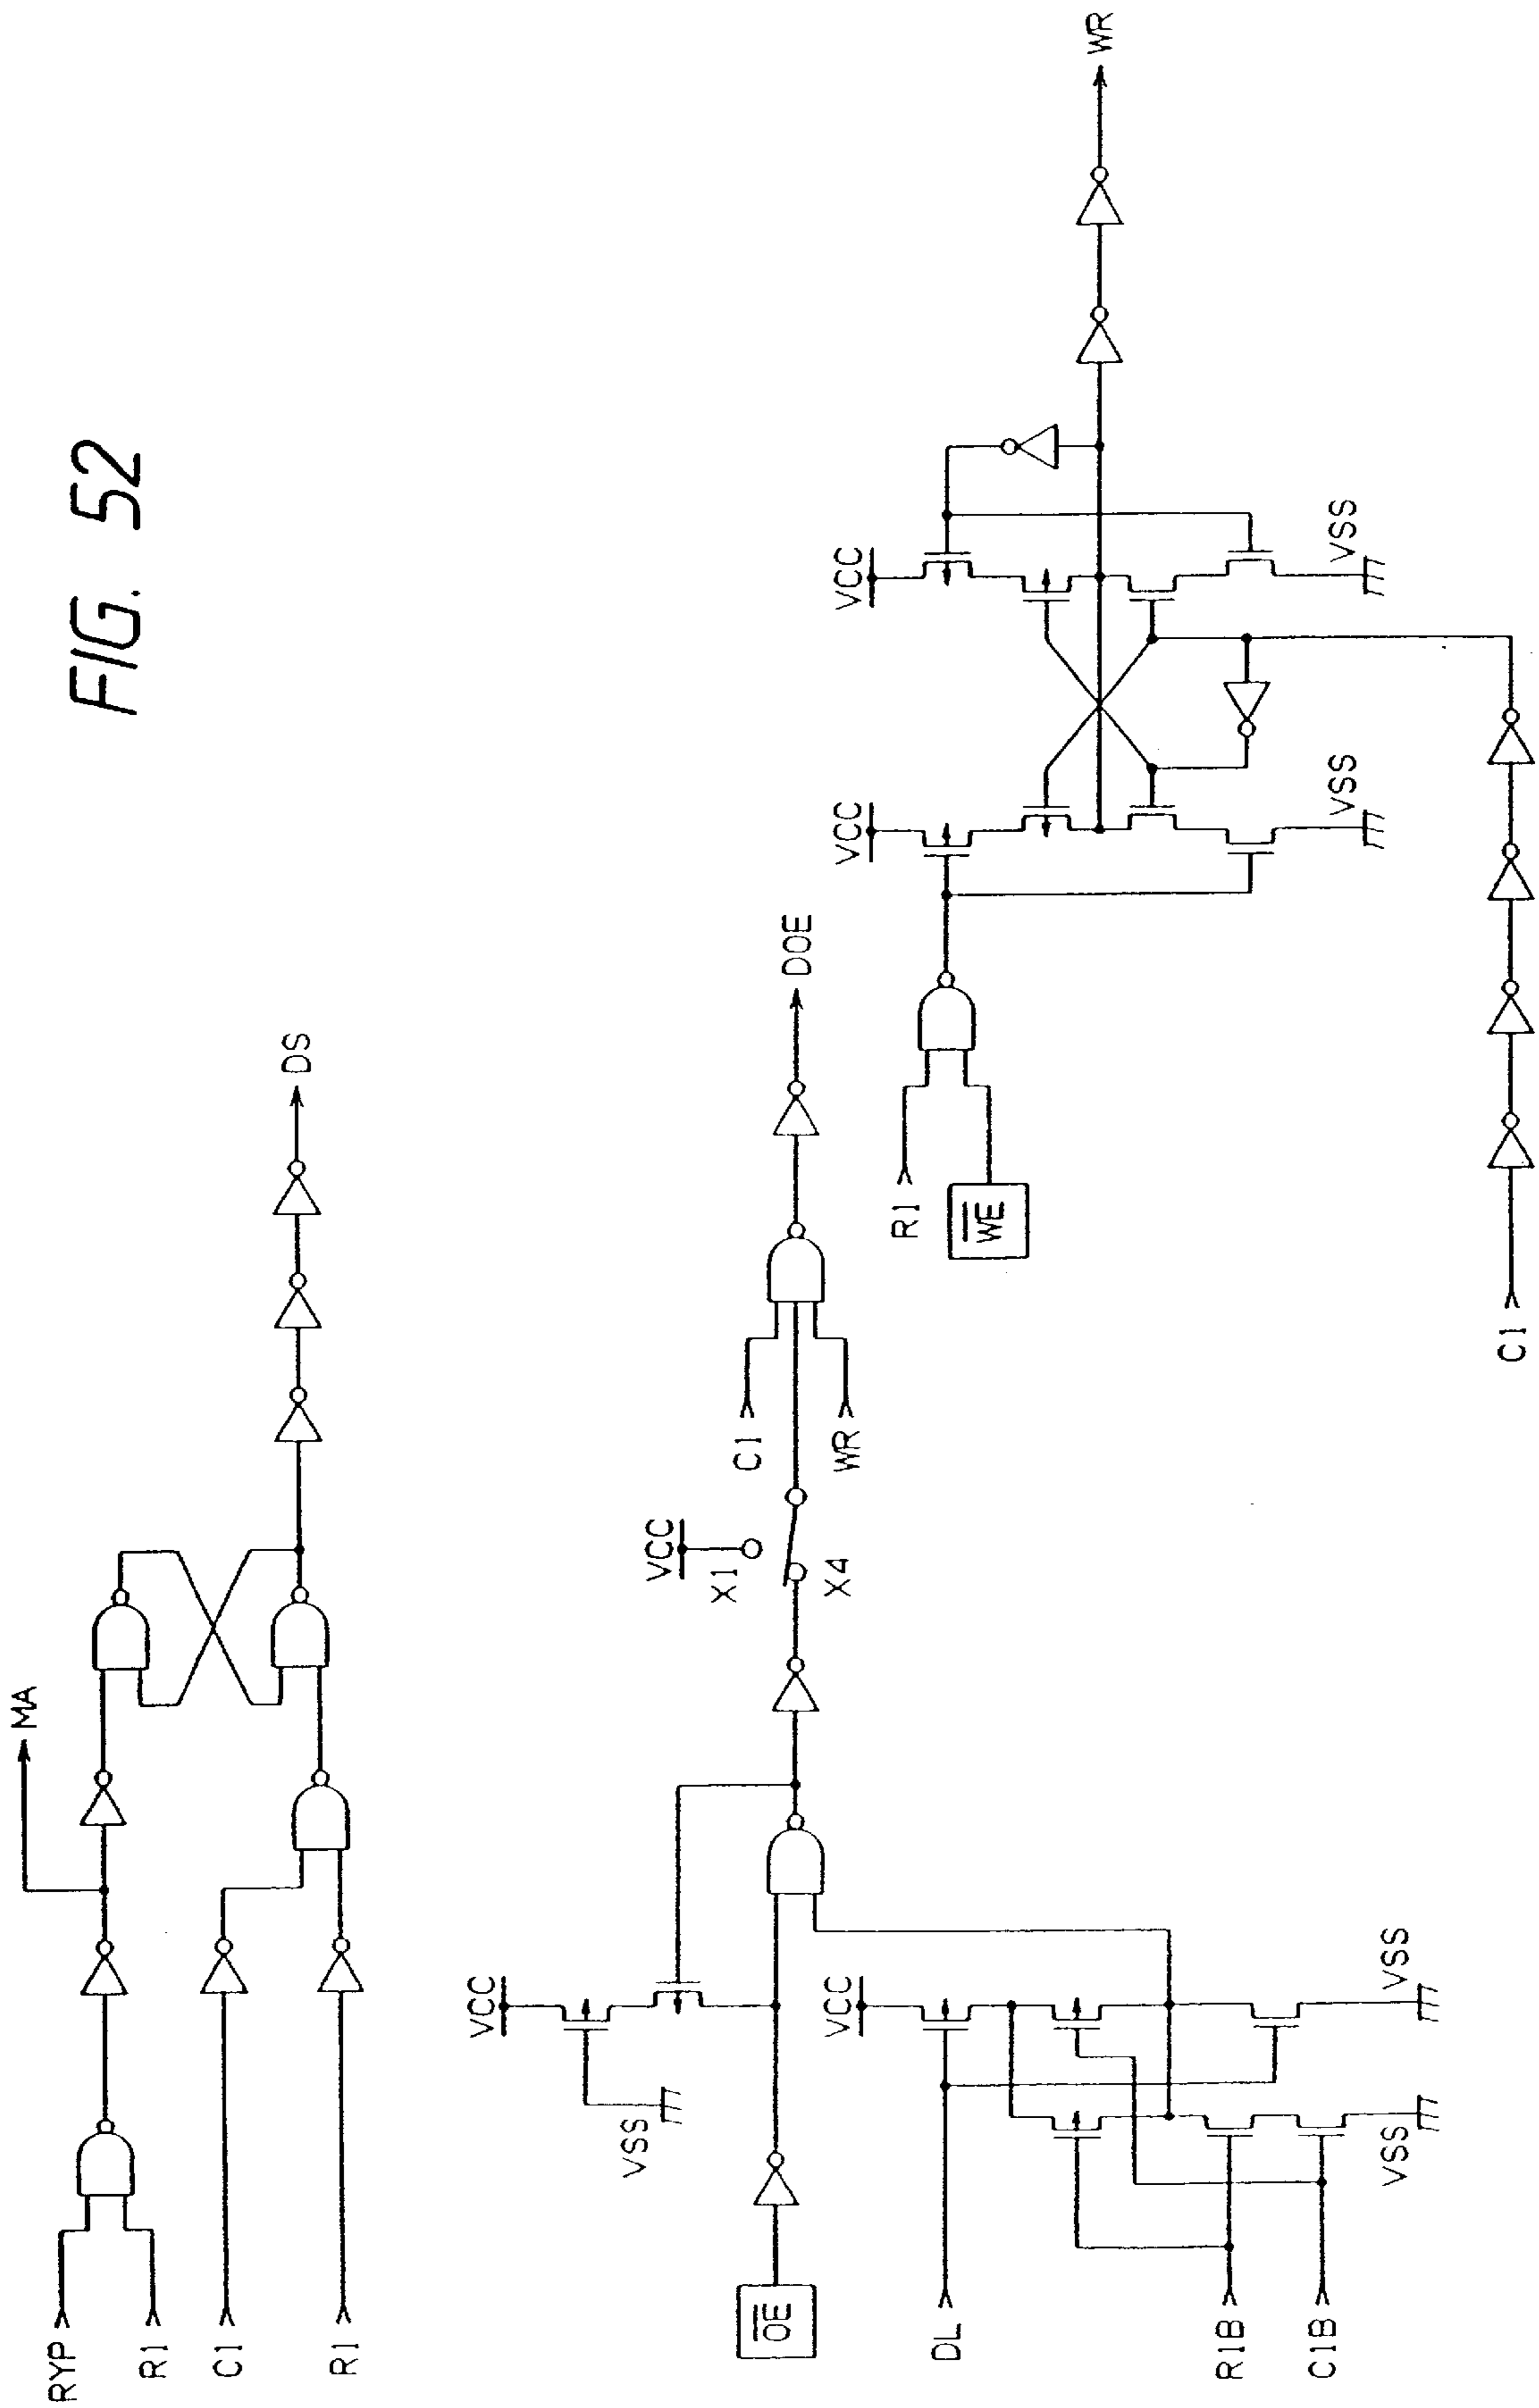 FIG. 52
MA
RYP
R1
C1
R1
DS
VCC
VSS
OE
VCC
DL
R1B
C1B
VSS
VSS
VCC
X1
X4
C1
WR
DOE
R1
WE
VCC
VCC
VSS
VSS
WR
C1